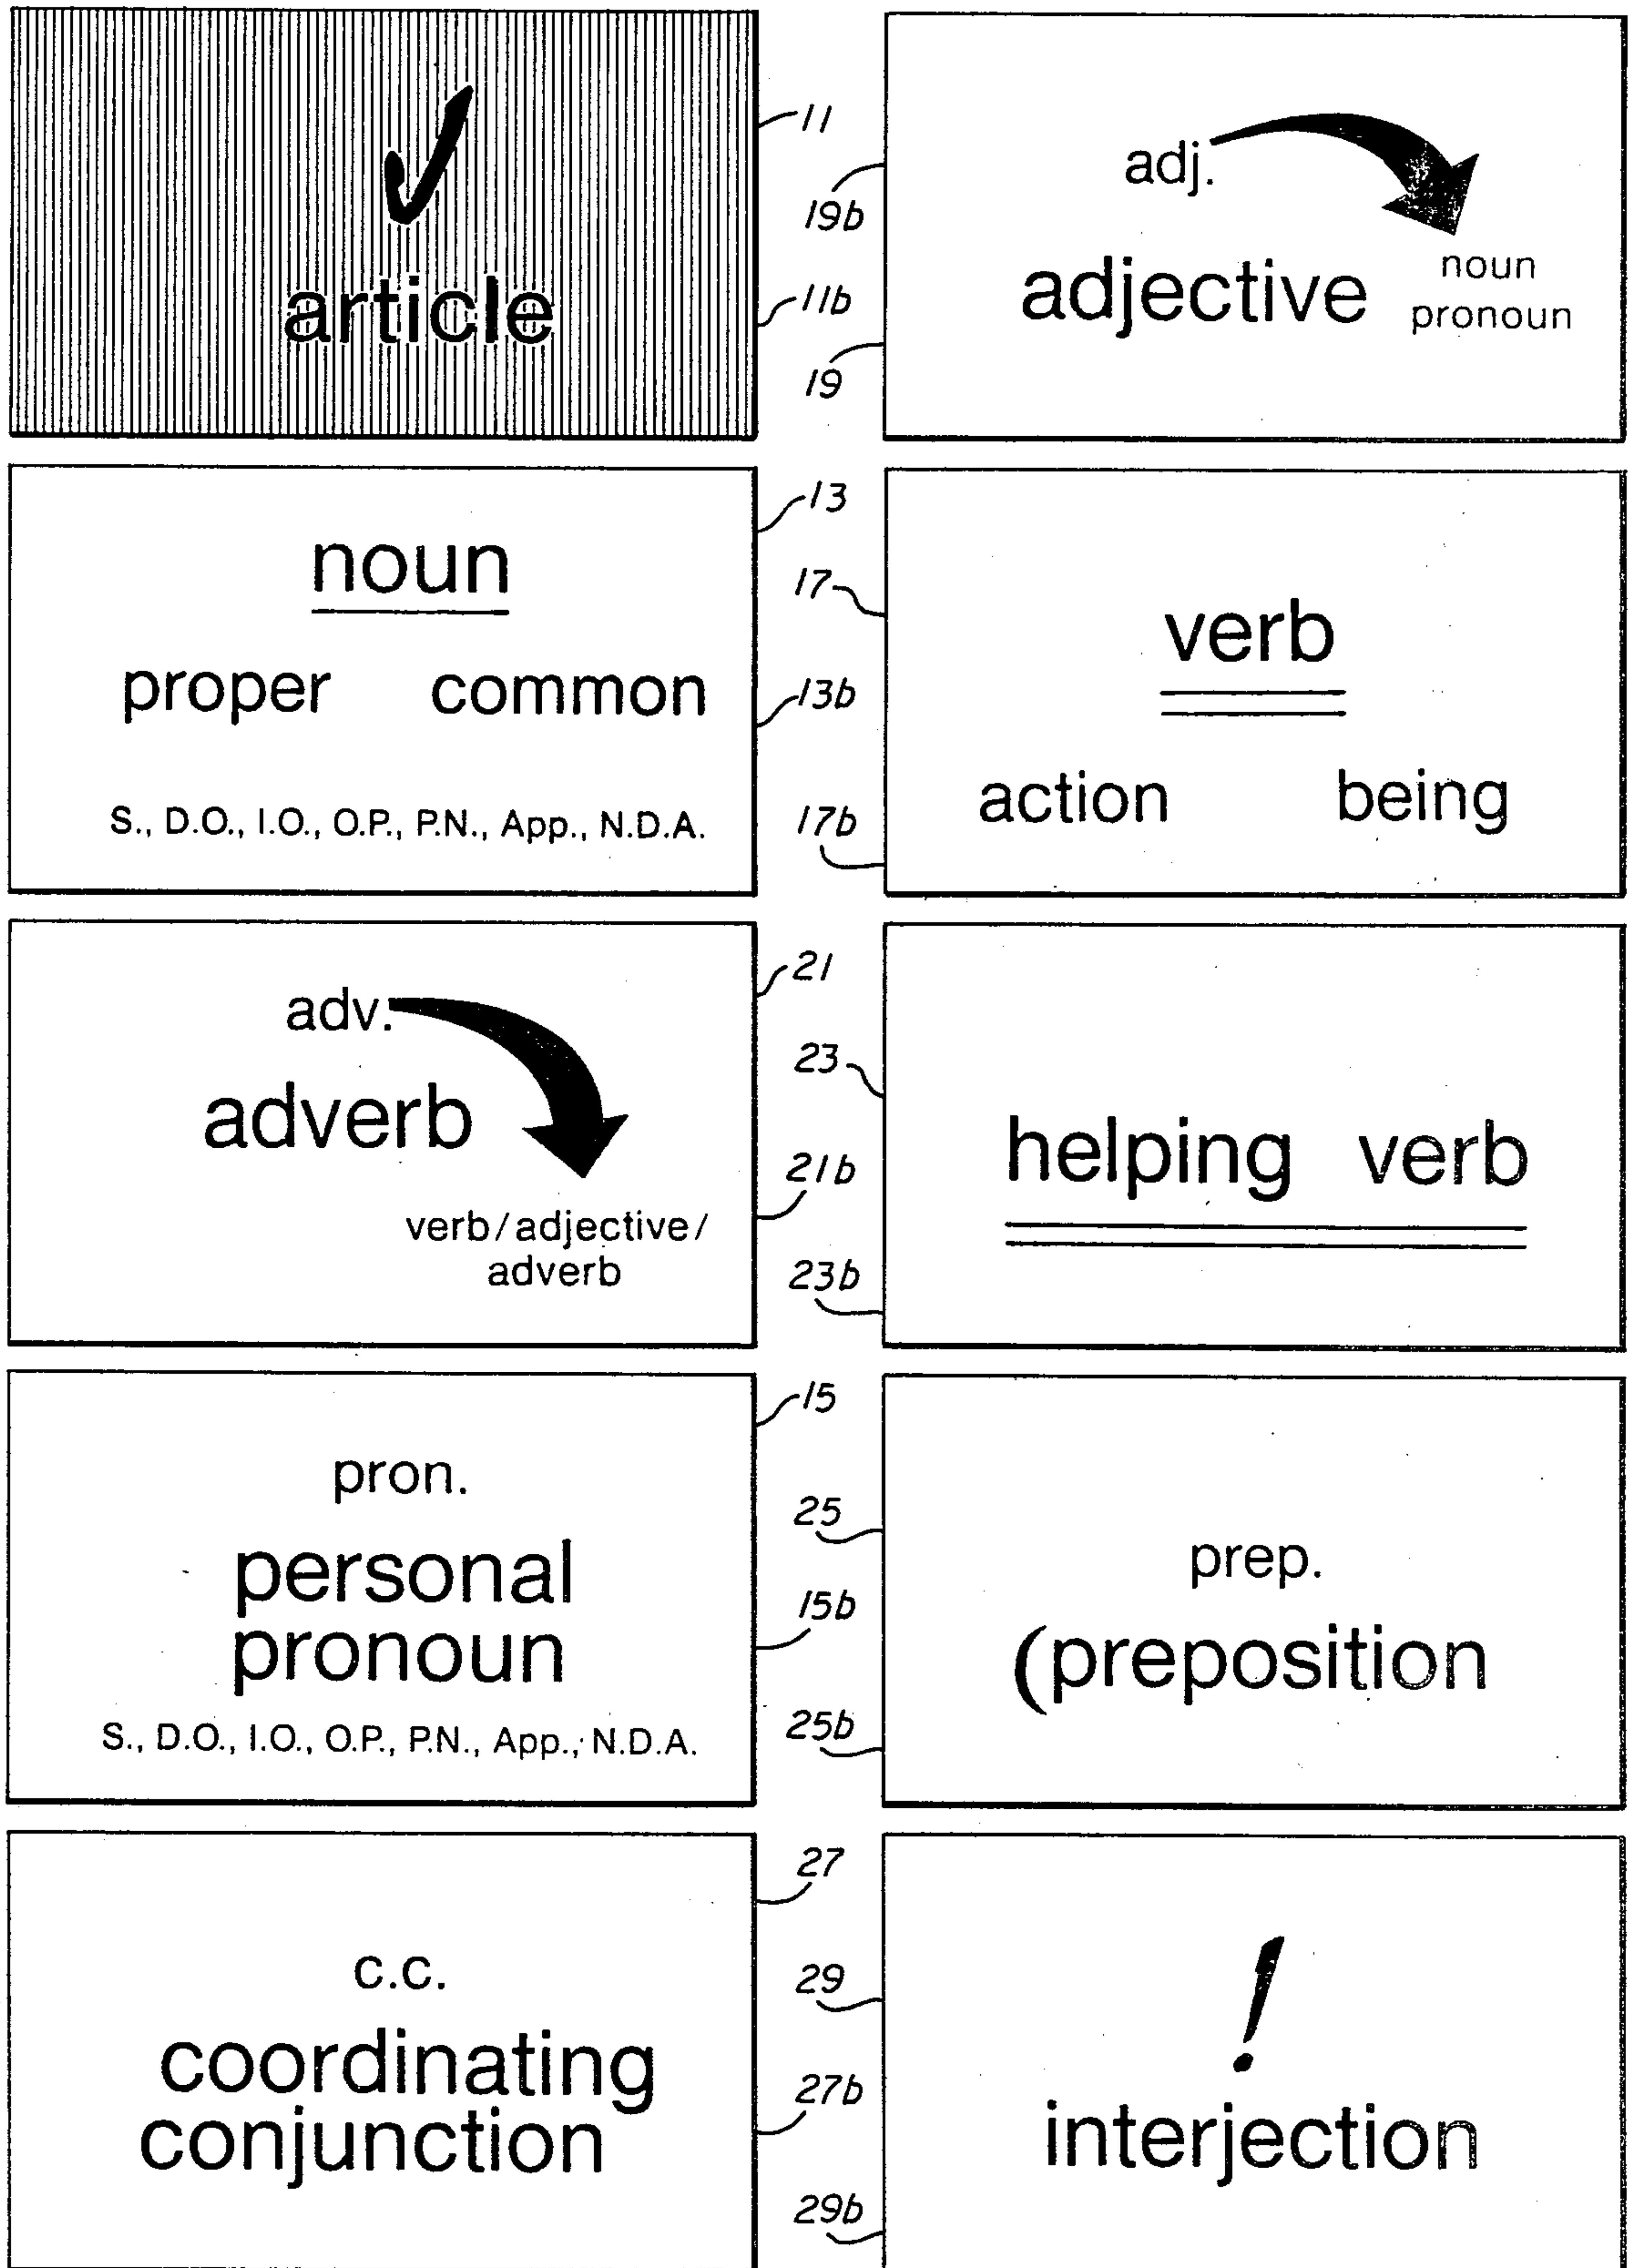 article
11
11b
adj.
adjective
noun
pronoun
19b
19
noun
proper common
S., D.O., I.O., O.P., P.N., App., N.D.A.
13
13b
17
verb
action being
17b
adv.
adverb
verb/adjective/
adverb
21
21b
23
helping verb
23b
pron.
personal
pronoun
S., D.O., I.O., O.P., P.N., App., N.D.A.
15
15b
25
prep.
(preposition
25b
c.c.
coordinating
conjunction
27
27b
29
!
interjection
29b